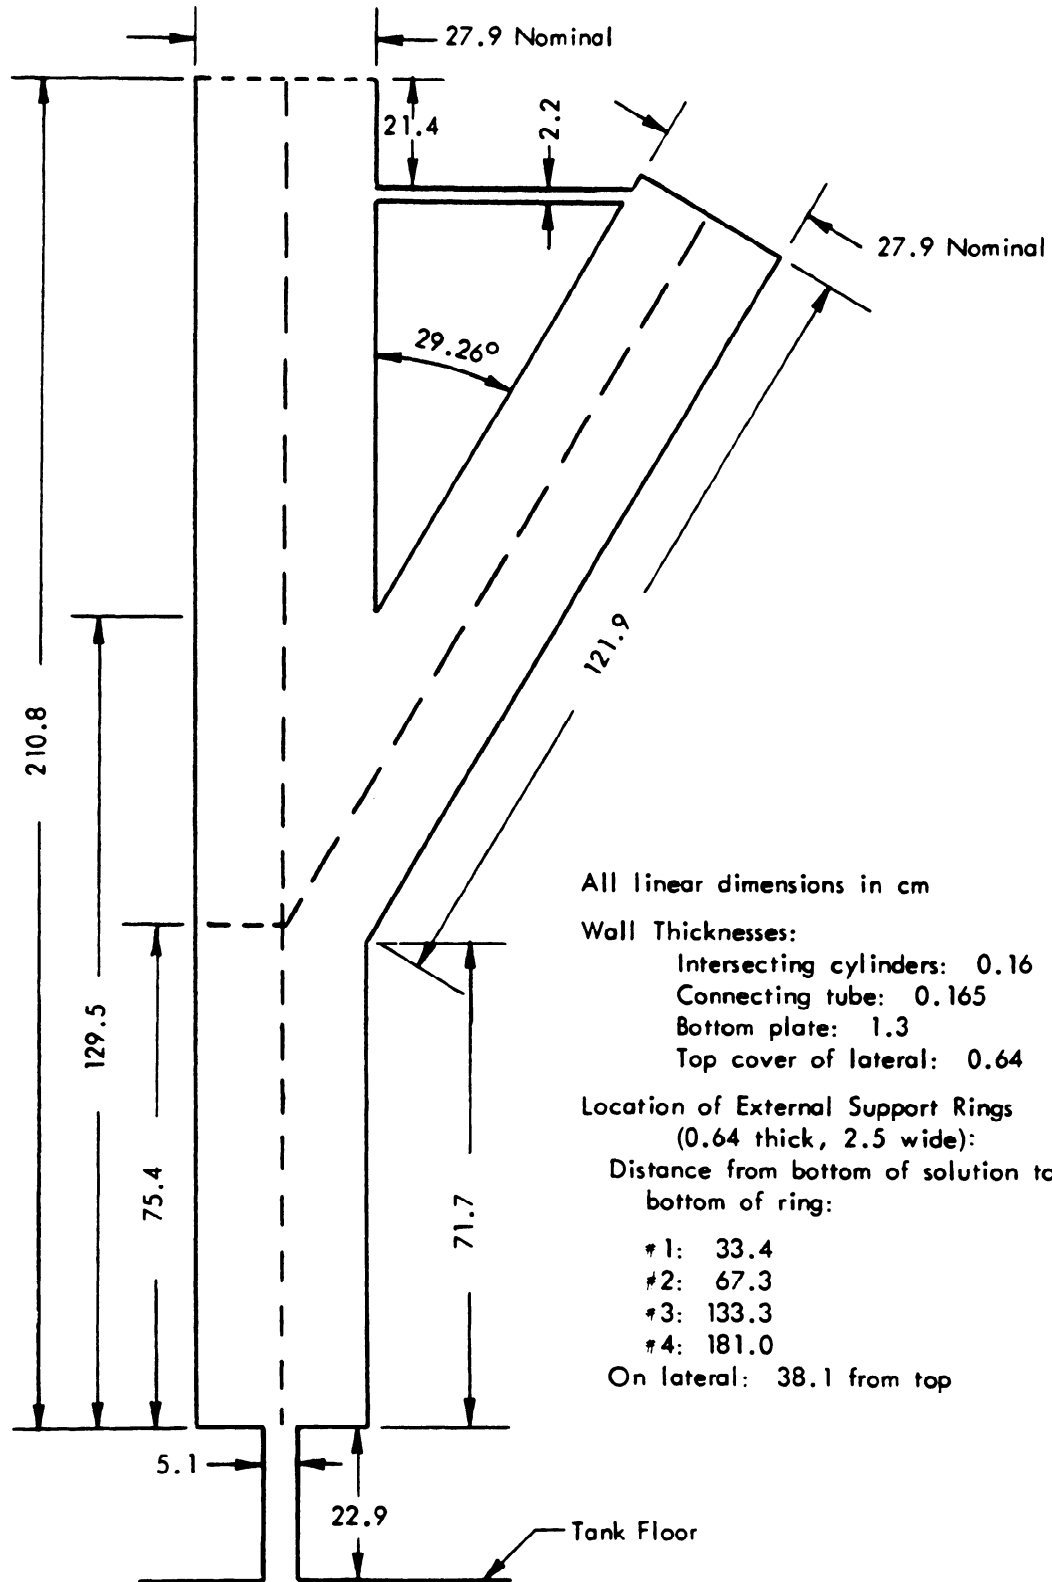 27.9 Nominal
21.4
2.2
27.9 Nominal
29.26°
121.9
210.8
129.5
75.4
71.7
All linear dimensions in cm
Wall Thicknesses:
Intersecting cylinders: 0.16
Connecting tube: 0.165
Bottom plate: 1.3
Top cover of lateral: 0.64
Location of External Support Rings
(0.64 thick, 2.5 wide):
Distance from bottom of solution to
bottom of ring:
#1: 33.4
#2: 67.3
#3: 133.3
#4: 181.0
On lateral: 38.1 from top
5.1
22.9
Tank Floor